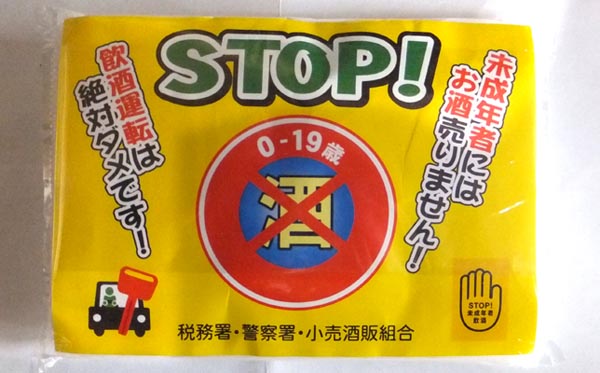 STOP!
未成年者には
お酒売りません!
飲酒運転は
絶対ダメです!
0-19歳
酒
STOP!
未成年者
飲酒
税務署・警察署・小売酒販組合